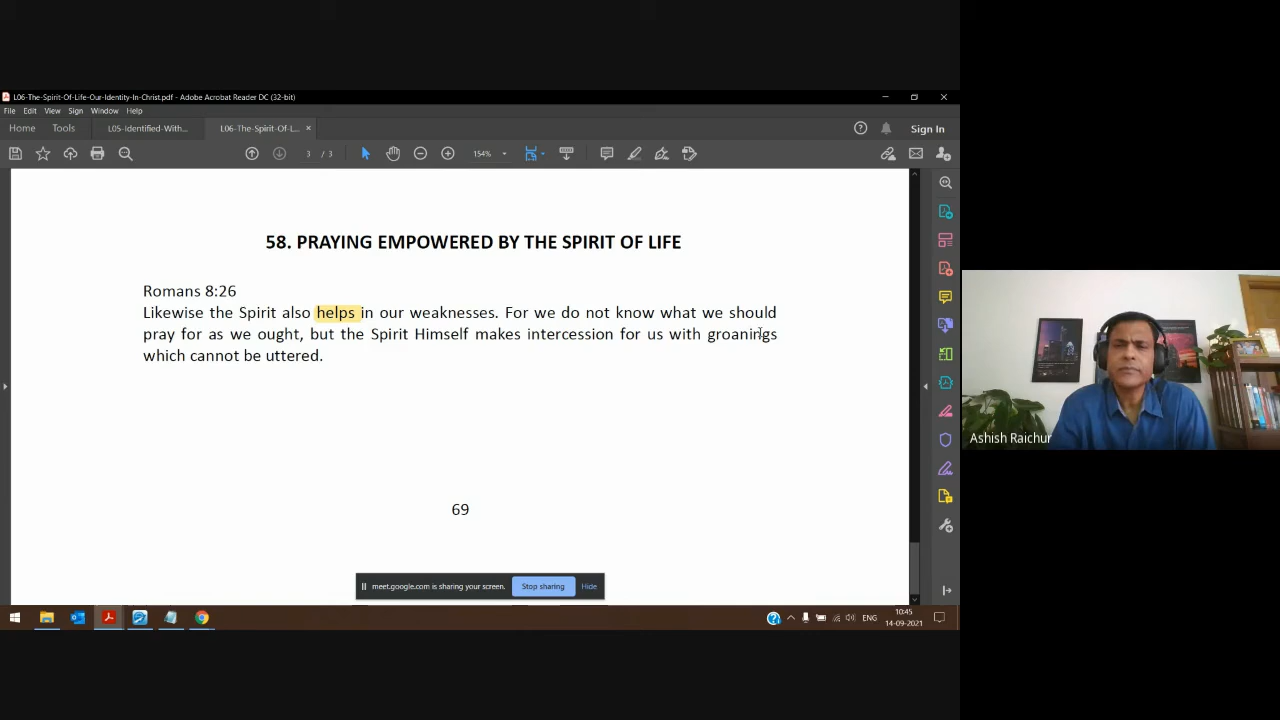 L06-The-Spirit-Of-Life-Our-Identity-In-Christ.pdf - Adobe Acrobat Reader DC (32-bit)
File Edit View Sign Window Help
Home Tools L05-Identified-With... L06-The-Spirit-Of-L... Sign In
3 / 3 154%
58. PRAYING EMPOWERED BY THE SPIRIT OF LIFE
Romans 8:26
Likewise the Spirit also helps in our weaknesses. For we do not know what we should
pray for as we ought, but the Spirit Himself makes intercession for us with groanings
which cannot be uttered.
69
Ashish Raichur
meet.google.com is sharing your screen. Stop sharing Hide
ENG 10:45
14-09-2021